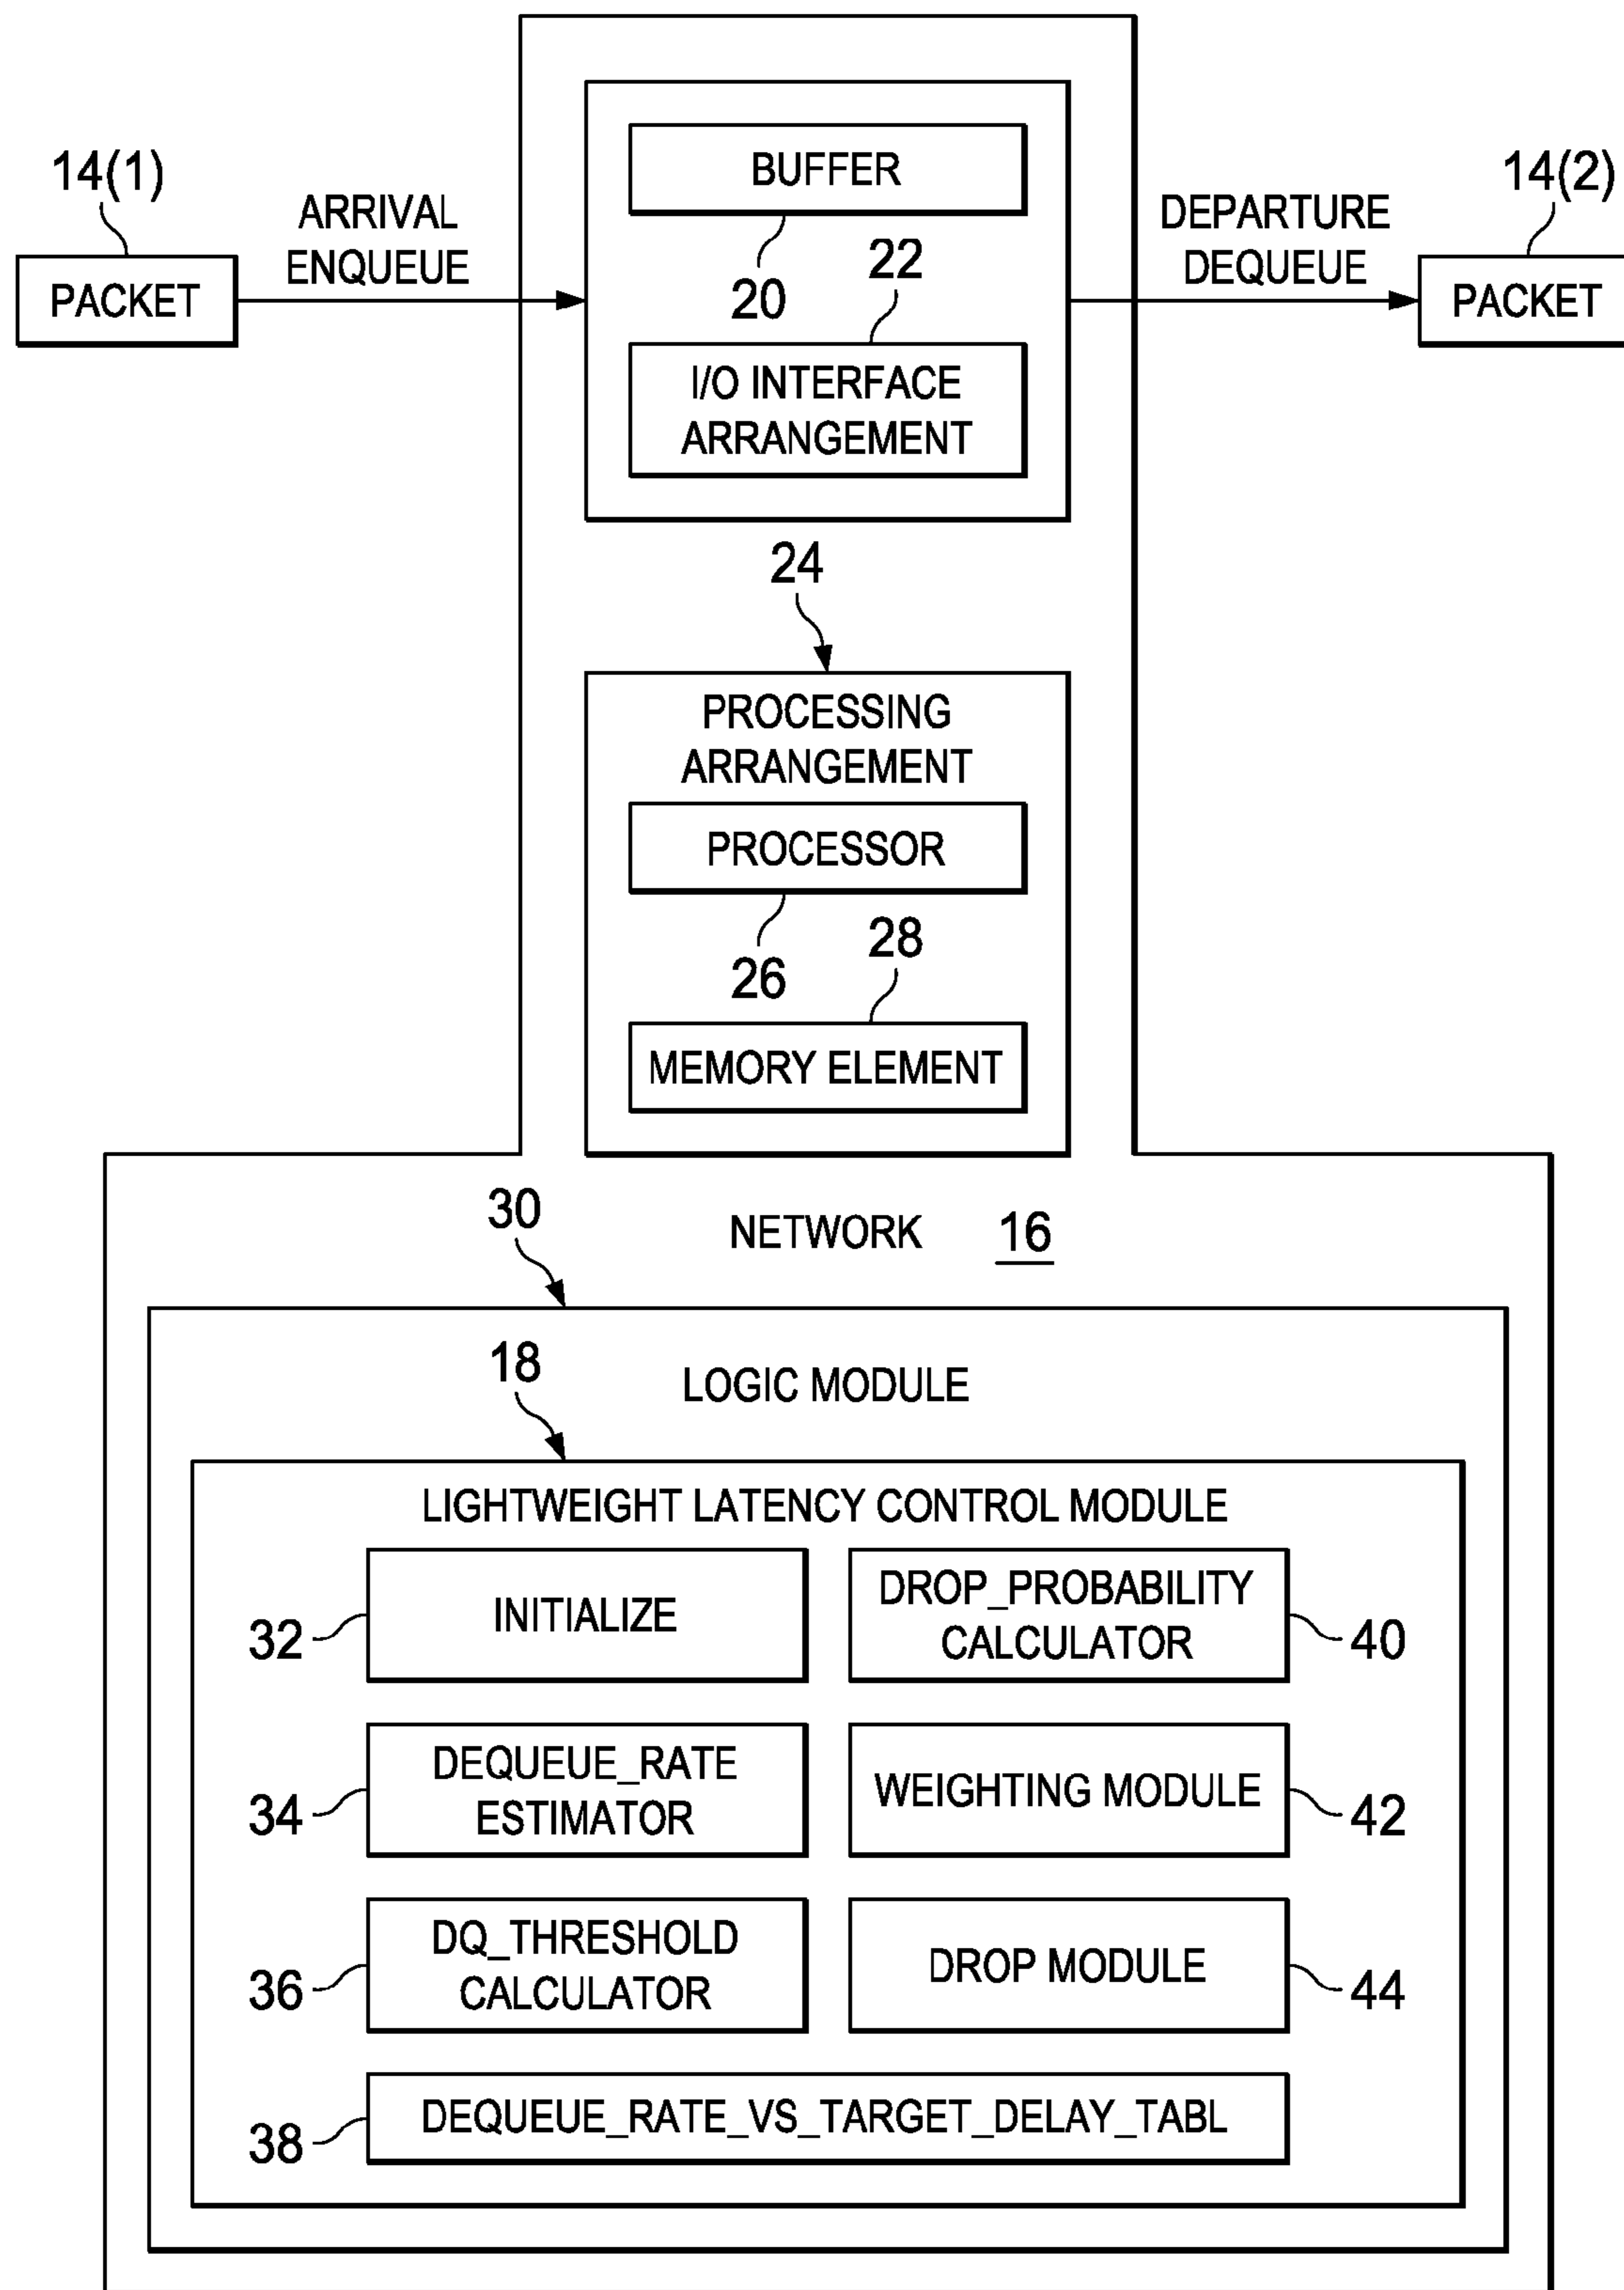 14(1)
ARRIVAL
ENQUEUE
PACKET
BUFFER
20
22
I/O INTERFACE
ARRANGEMENT
DEPARTURE
DEQUEUE
14(2)
PACKET
24
PROCESSING
ARRANGEMENT
PROCESSOR
26
28
MEMORY ELEMENT
NETWORK 16
30
LOGIC MODULE
18
LIGHTWEIGHT LATENCY CONTROL MODULE
32
INITIALIZE
DROP_PROBABILITY
CALCULATOR
40
34
DEQUEUE_RATE
ESTIMATOR
WEIGHTING MODULE
42
36
DQ_THRESHOLD
CALCULATOR
DROP MODULE
44
38
DEQUEUE_RATE_VS_TARGET_DELAY_TABL